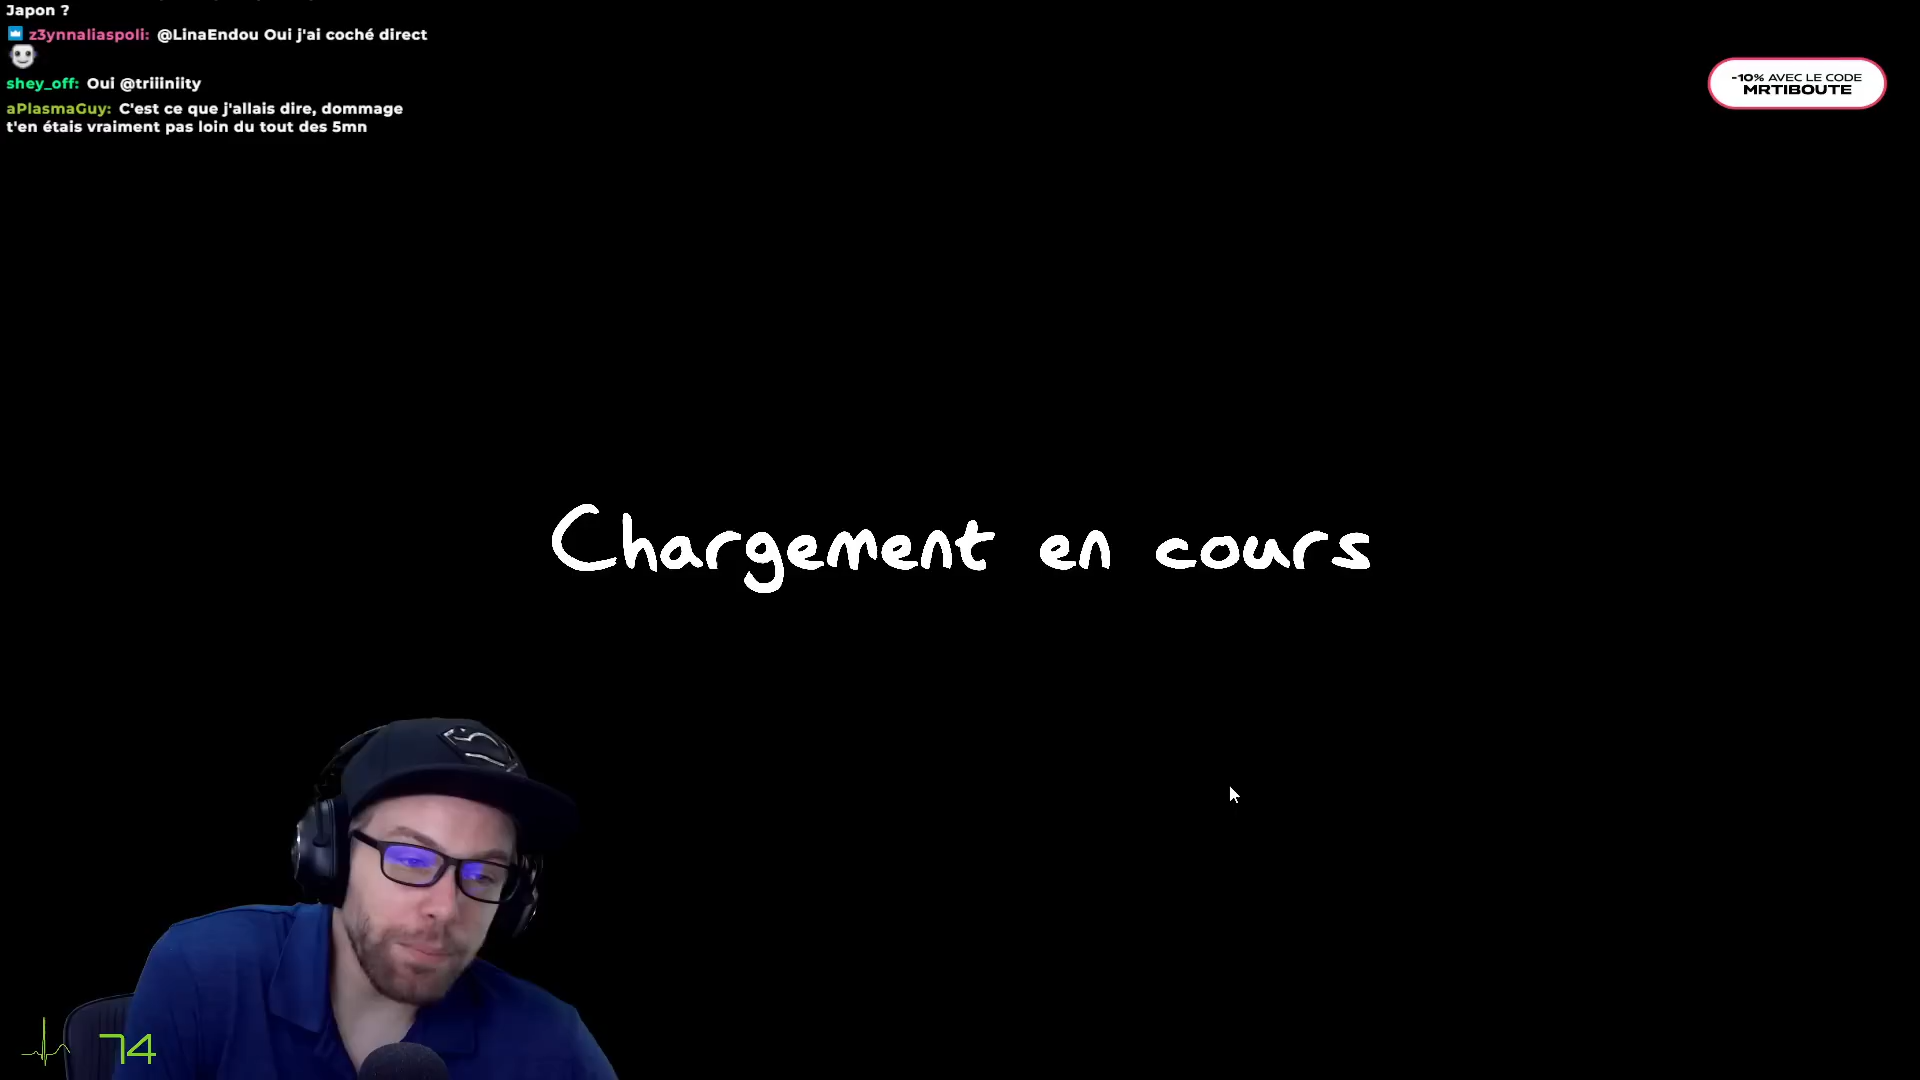 Japon ?
z3ynnaliaspoli: @LinaEndou Oui j'ai coché direct
shey_off: Oui @triiiniity
aPlasmaGuy: C'est ce que j'allais dire, dommage
t'en étais vraiment pas loin du tout des 5mn
-10% AVEC LE CODE
MRTIBOUTE
Chargement en cours
74